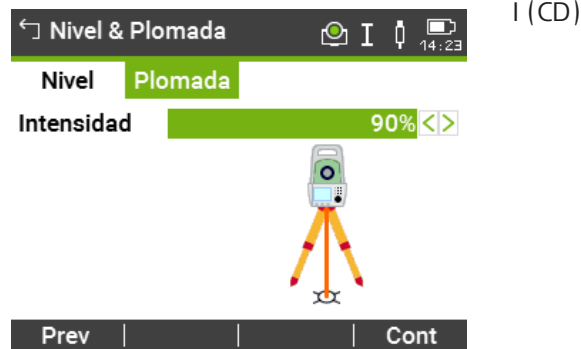 I (CD)
Nivel & Plomada I 14:23
Nivel Plomada
Intensidad 90% < >
Prev Cont